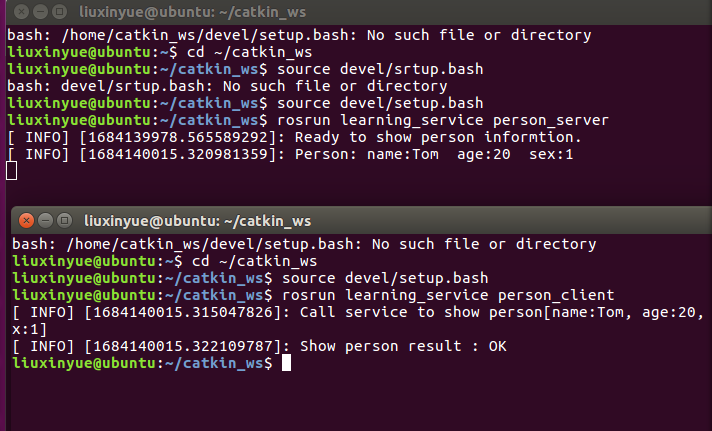 liuxinyue@ubuntu: ~/catkin_ws
bash: /home/catkin_ws/devel/setup.bash: No such file or directory
liuxinyue@ubuntu:~$ cd ~/catkin_ws
liuxinyue@ubuntu:~/catkin_ws$ source devel/srtup.bash
bash: devel/srtup.bash: No such file or directory
liuxinyue@ubuntu:~/catkin_ws$ source devel/setup.bash
liuxinyue@ubuntu:~/catkin_ws$ rosrun learning_service person_server
[ INFO] [1684139978.565589292]: Ready to show person informtion.
[ INFO] [1684140015.320981359]: Person: name:Tom  age:20  sex:1
liuxinyue@ubuntu: ~/catkin_ws
bash: /home/catkin_ws/devel/setup.bash: No such file or directory
liuxinyue@ubuntu:~$ cd ~/catkin_ws
liuxinyue@ubuntu:~/catkin_ws$ source devel/setup.bash
liuxinyue@ubuntu:~/catkin_ws$ rosrun learning_service person_client
[ INFO] [1684140015.315047826]: Call service to show person[name:Tom, age:20,
x:1]
[ INFO] [1684140015.322109787]: Show person result : OK
liuxinyue@ubuntu:~/catkin_ws$